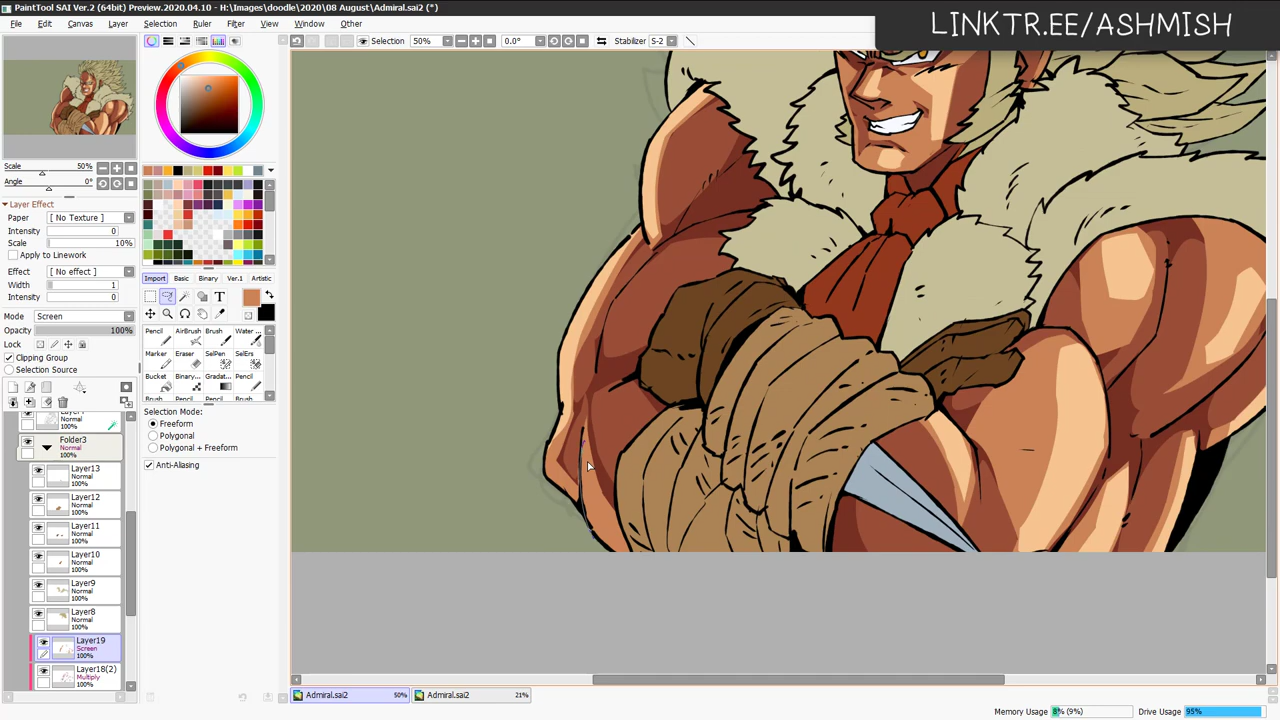 PaintTool SAI Ver.2 (64bit) Preview.2020.04.10 - H:\Images\doodle\2020\08 August\Admiral.sai2 (*)
LINKTR.EE/ASHMISH
File Edit Canvas Layer Selection Ruler Filter View Window Other
Selection 50% 0.0° Stabilizer S-2
Scale 50%
Angle 0°
Layer Effect
Paper [ No Texture ]
Intensity 0
Scale 10%
Apply to Linework
Effect [ No effect ]
Width 1
Intensity 0
Mode Screen
Opacity 100%
Lock
Clipping Group
Selection Source
Normal
100%
Folder3
Normal
100%
Layer13
Normal
100%
Layer12
Normal
100%
Layer11
Normal
100%
Layer10
Normal
100%
Layer9
Normal
100%
Layer8
Normal
100%
Layer19
Screen
100%
Layer18(2)
Multiply
100%
Import Basic Binary Ver.1 Artistic
T
Pencil AirBrush Brush Water ...
Marker Eraser SelPen SelErs
Bucket Binary... Gradat... Pencil
Selection Mode:
Freeform
Polygonal
Polygonal + Freeform
Anti-Aliasing
Admiral.sai2 50% Admiral.sai2 21%
Memory Usage 8% (9%) Drive Usage 95%